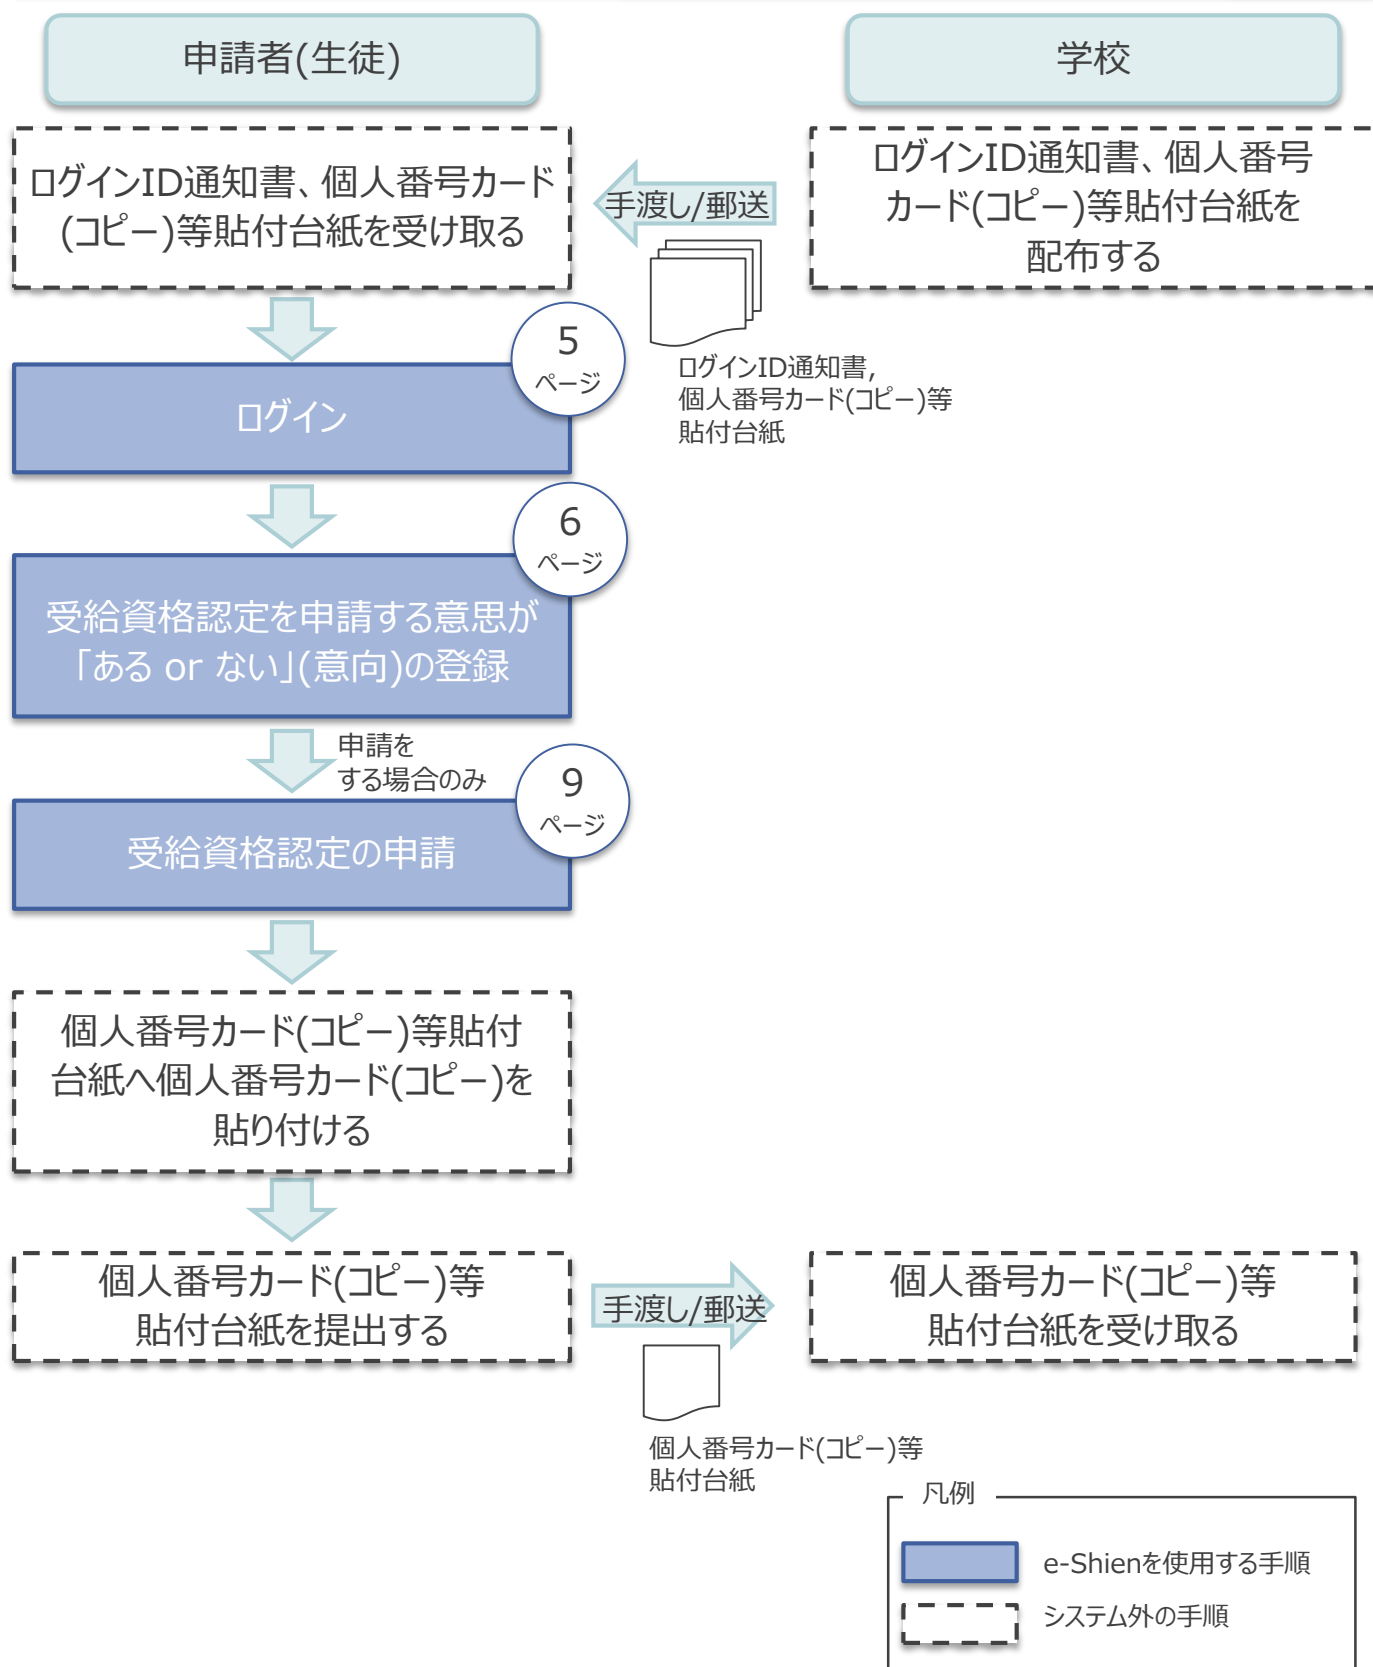 申請者(生徒)
学校
ログインID通知書、個人番号カード
(コピー)等貼付台紙を受け取る
手渡し/郵送
ログインID通知書、個人番号
カード(コピー)等貼付台紙を
配布する
ログインID通知書,
個人番号カード(コピー)等
貼付台紙
5
ページ
ログイン
6
ページ
受給資格認定を申請する意思が
「ある or ない」(意向)の登録
申請を
する場合のみ
9
ページ
受給資格認定の申請
個人番号カード(コピー)等貼付
台紙へ個人番号カード(コピー)を
貼り付ける
個人番号カード(コピー)等
貼付台紙を提出する
手渡し/郵送
個人番号カード(コピー)等
貼付台紙を受け取る
個人番号カード(コピー)等
貼付台紙
凡例
e-Shienを使用する手順
システム外の手順